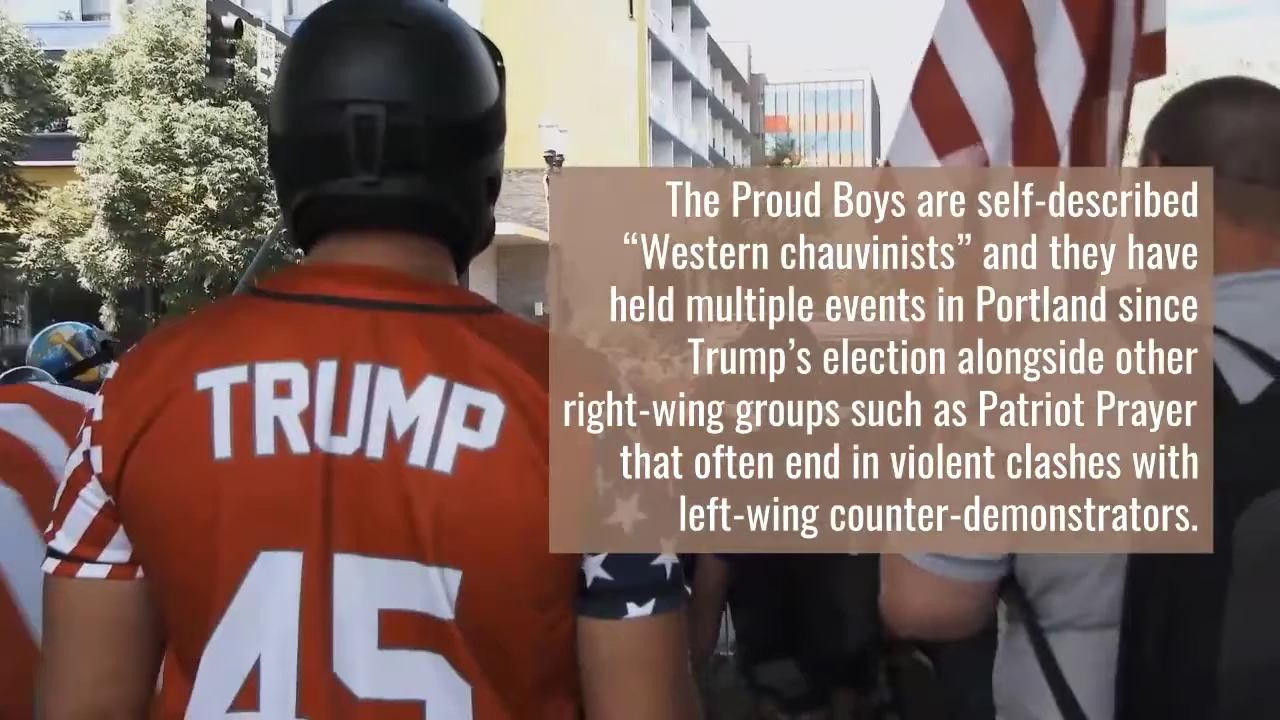 TRUMP
45
The Proud Boys are self-described
“Western chauvinists” and they have
held multiple events in Portland since
Trump’s election alongside other
right-wing groups such as Patriot Prayer
that often end in violent clashes with
left-wing counter-demonstrators.